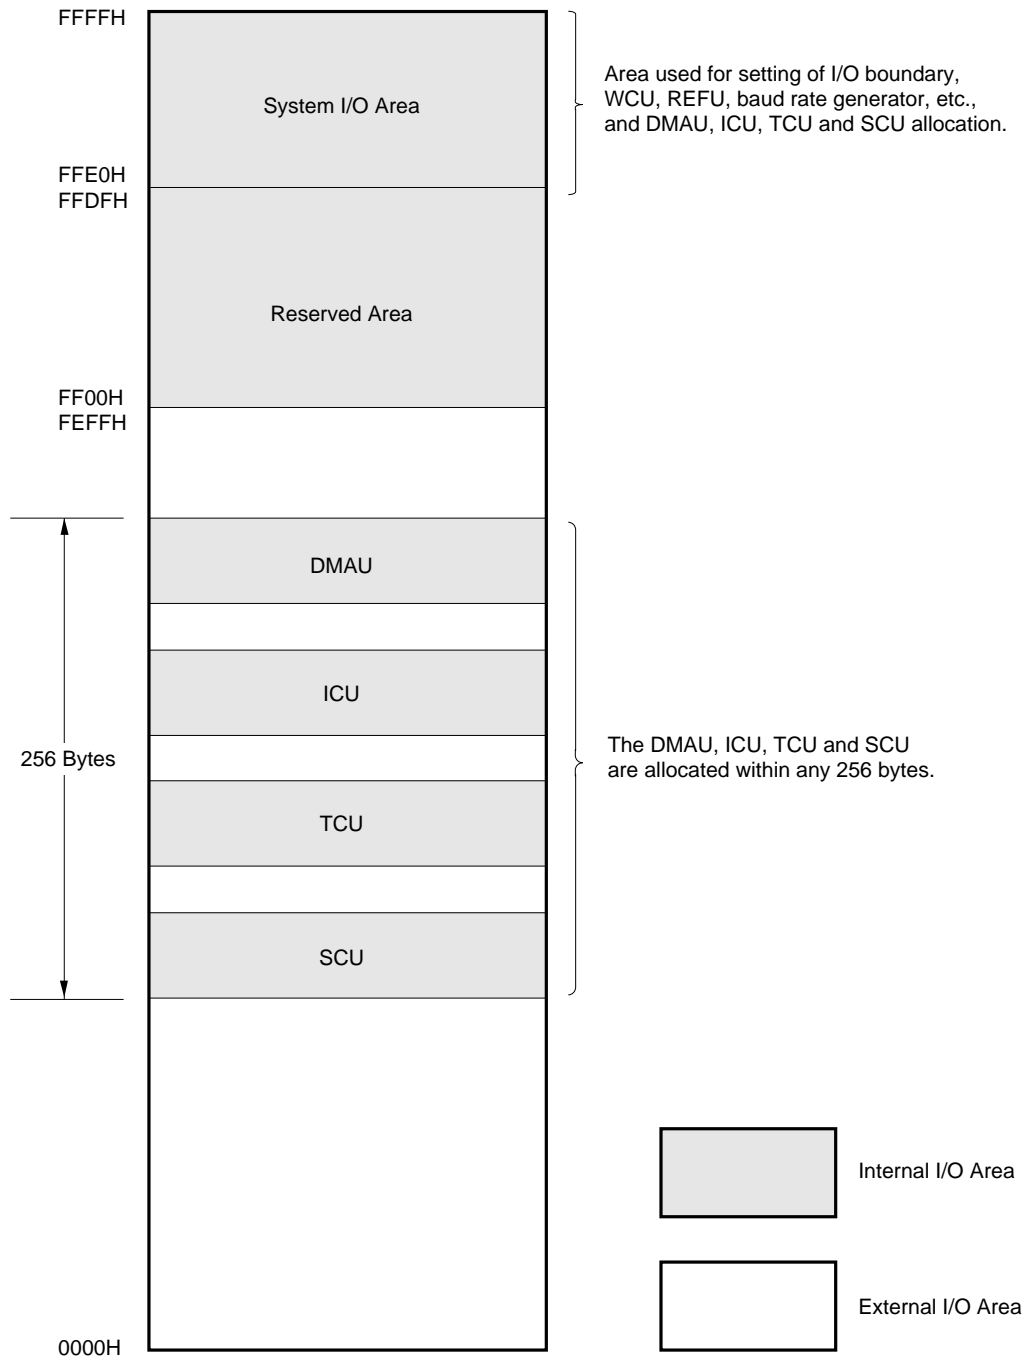 FFFFH
System I/O Area
Area used for setting of I/O boundary,
WCU, REFU, baud rate generator, etc.,
and DMAU, ICU, TCU and SCU allocation.
FFE0H
FFDFH
Reserved Area
FF00H
FEFFH
DMAU
ICU
256 Bytes
The DMAU, ICU, TCU and SCU
are allocated within any 256 bytes.
TCU
SCU
Internal I/O Area
External I/O Area
0000H